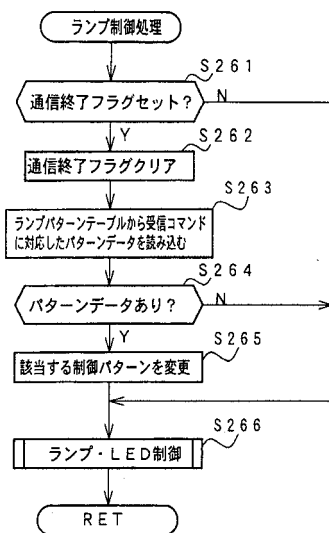 ランプ制御処理
S261
通信終了フラグセット？ N
Y
S262
通信終了フラグクリア
S263
ランプパターンテーブルから受信コマンド
に対応したパターンデータを読み込む
S264
パターンデータあり？ N
Y
S265
該当する制御パターンを変更
S266
ランプ・LED制御
RET